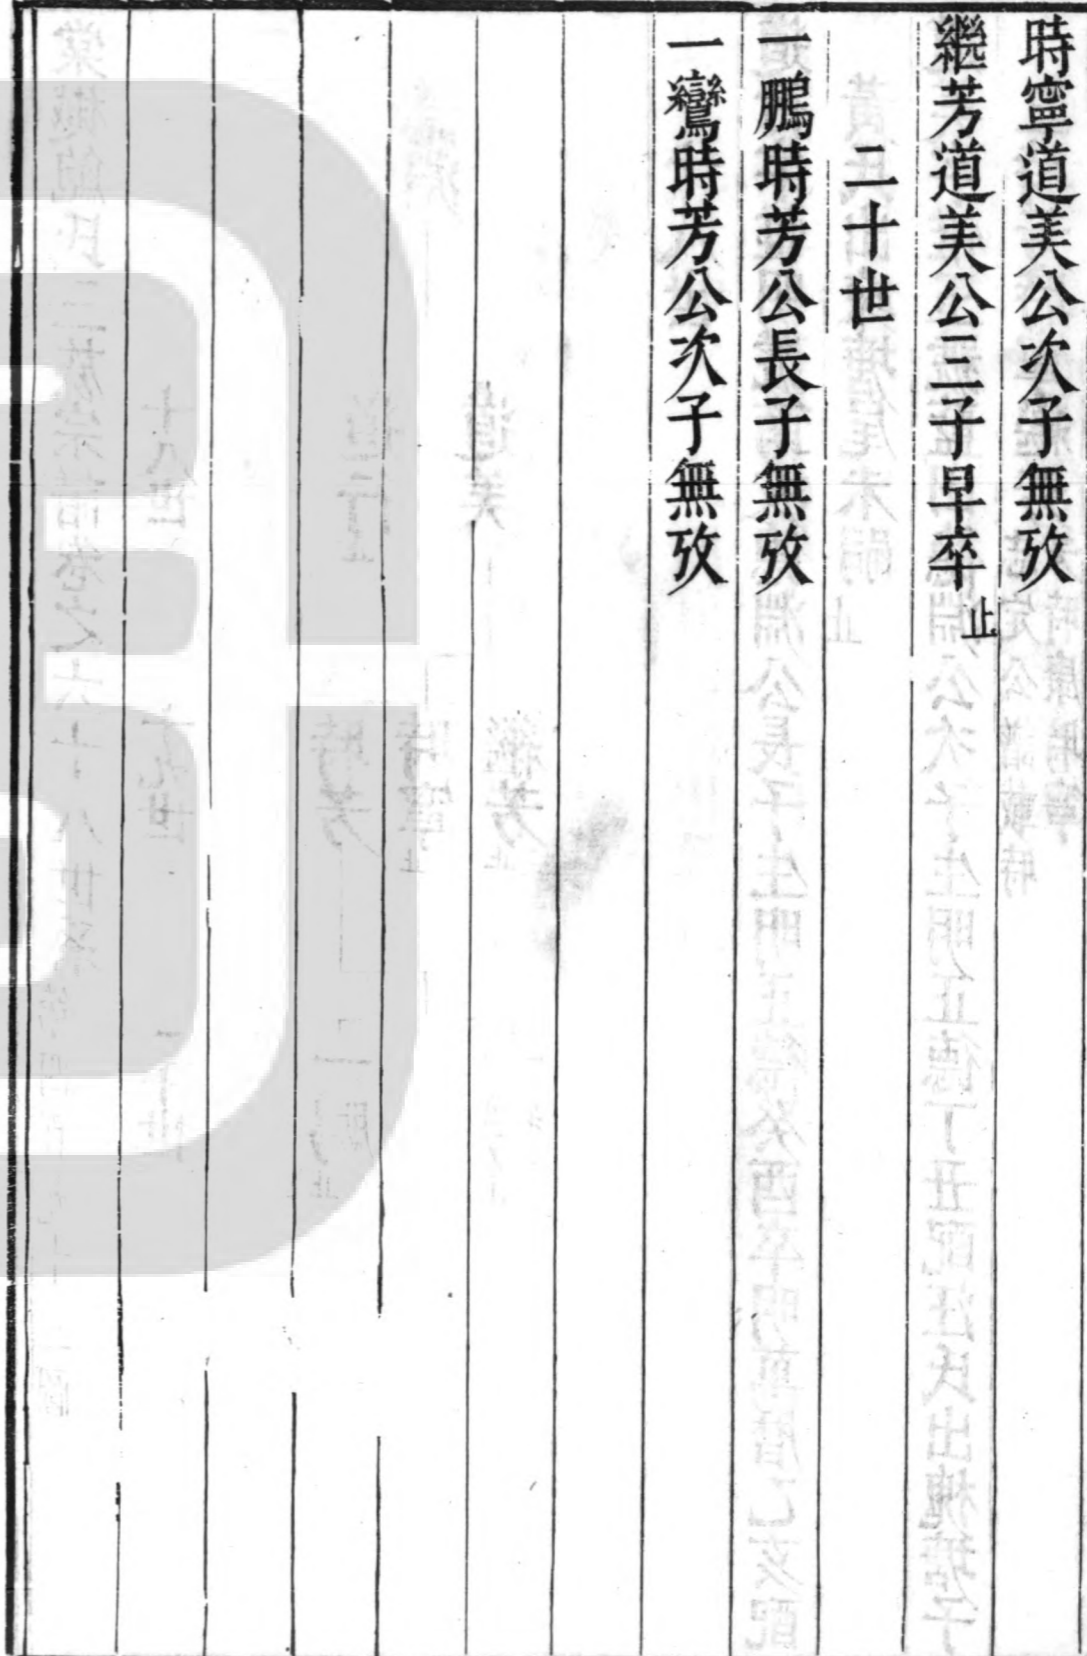 時寧道美公次子無攷
繼芳道美公三子早卒止
二十世
一鵬時芳公長子無攷
一鸞時芳公次子無攷